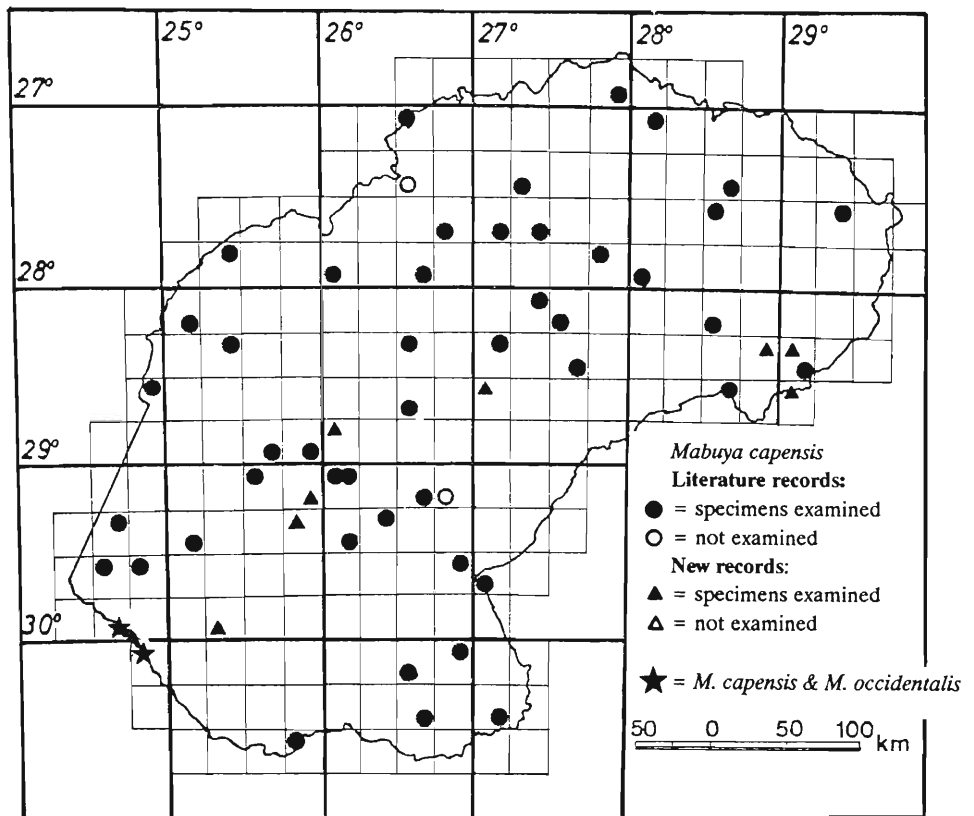 25° 26° 27° 28° 29°
27°
28°
29°
30°
Mabuya capensis
Literature records:
= specimens examined
= not examined
New records:
= specimens examined
= not examined
= M. capensis & M. occidentalis
50 0 50 100 km